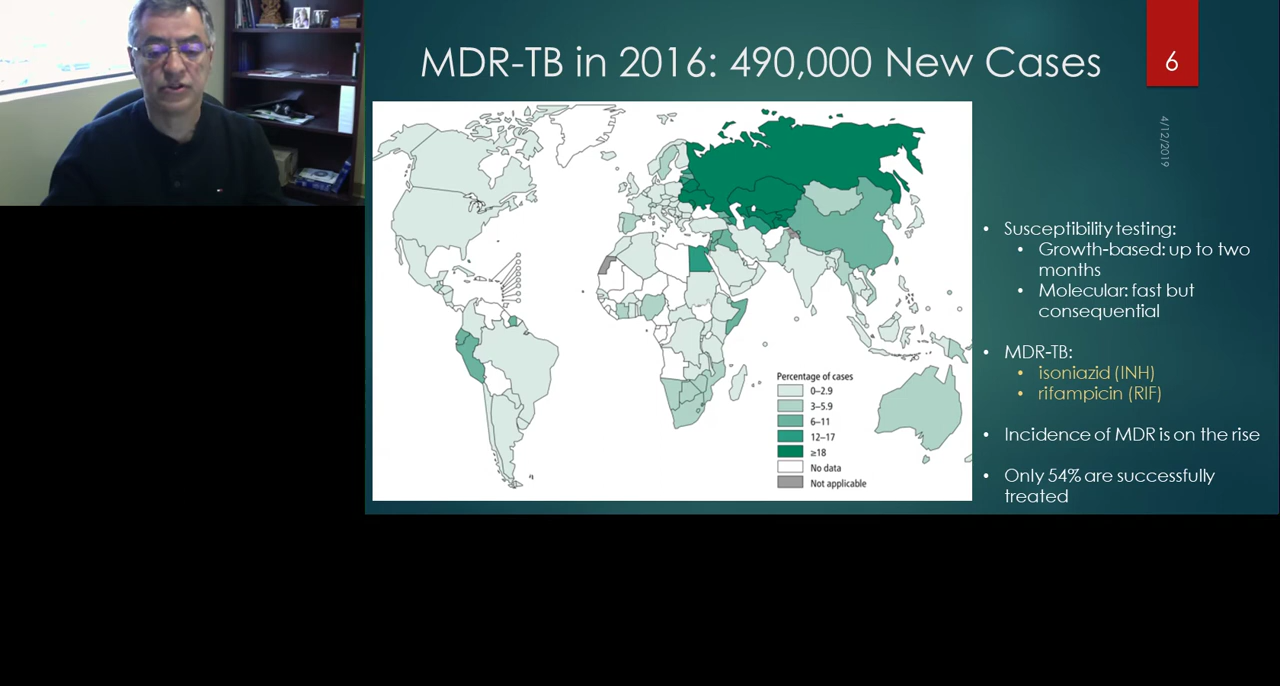 MDR-TB in 2016: 490,000 New Cases
6
4/12/2019
• Susceptibility testing:
• Growth-based: up to two
months
• Molecular: fast but
consequential
• MDR-TB:
• isoniazid (INH)
• rifampicin (RIF)
• Incidence of MDR is on the rise
• Only 54% are successfully
treated
Percentage of cases
0–2.9
3–5.9
6–11
12–17
≥18
No data
Not applicable